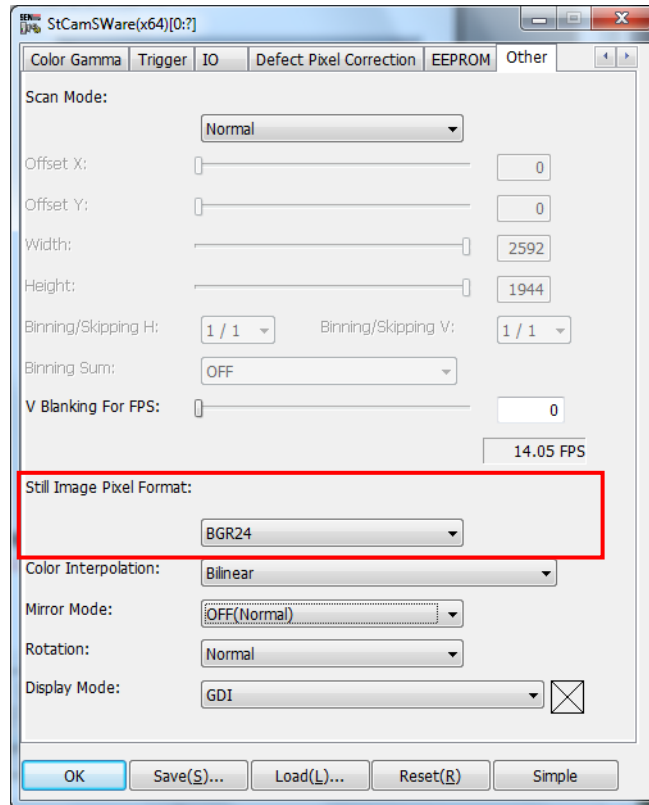 StCamSWare(x64)[0:?]
Color Gamma Trigger IO Defect Pixel Correction EEPROM Other
Scan Mode:
Normal
Offset X: 0
Offset Y: 0
Width: 2592
Height: 1944
Binning/Skipping H: 1 / 1 Binning/Skipping V: 1 / 1
Binning Sum: OFF
V Blanking For FPS: 0
14.05 FPS
Still Image Pixel Format:
BGR24
Color Interpolation: Bilinear
Mirror Mode: OFF(Normal)
Rotation: Normal
Display Mode: GDI
OK Save(S)... Load(L)... Reset(R) Simple